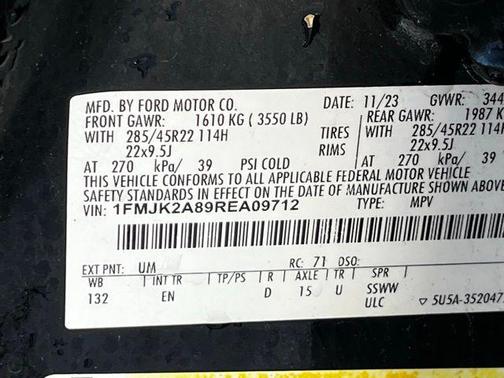 MFD. BY FORD MOTOR CO.
DATE: 11/23 GVWR: 344
FRONT GAWR: 1610 KG ( 3550 LB) REAR GAWR: 1987 K
WITH 285/45R22 114H TIRES WITH 285/45R22 114H
22x9.5J RIMS 22x9.5J
AT 270 kPa/ 39 PSI COLD AT 270 kPa/ 39
THIS VEHICLE CONFORMS TO ALL APPLICABLE FEDERAL MOTOR VEHICLE
SAFETY STANDARDS IN EFFECT ON THE DATE OF MANUFACTURE SHOWN ABOVE
VIN: 1FMJK2A89REA09712 TYPE: MPV
EXT PNT: UM RC: 71 DSO:
WB INT TR TP/PS R AXLE TR SPR
132 EN D 15 U SSWW
ULC ▽ 5U5A-352047